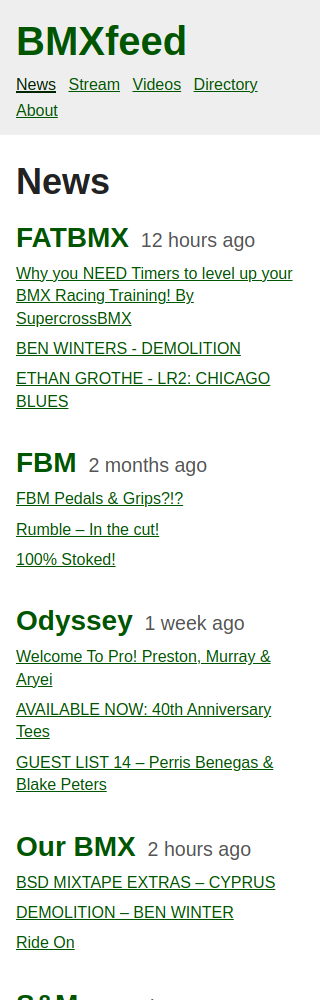 BMXfeed
News Stream Videos Directory
About
News
FATBMX 12 hours ago
Why you NEED Timers to level up your
BMX Racing Training! By
SupercrossBMX
BEN WINTERS - DEMOLITION
ETHAN GROTHE - LR2: CHICAGO
BLUES
FBM 2 months ago
FBM Pedals & Grips?!?
Rumble – In the cut!
100% Stoked!
Odyssey 1 week ago
Welcome To Pro! Preston, Murray &
Aryei
AVAILABLE NOW: 40th Anniversary
Tees
GUEST LIST 14 – Perris Benegas &
Blake Peters
Our BMX 2 hours ago
BSD MIXTAPE EXTRAS – CYPRUS
DEMOLITION – BEN WINTER
Ride On
S&M